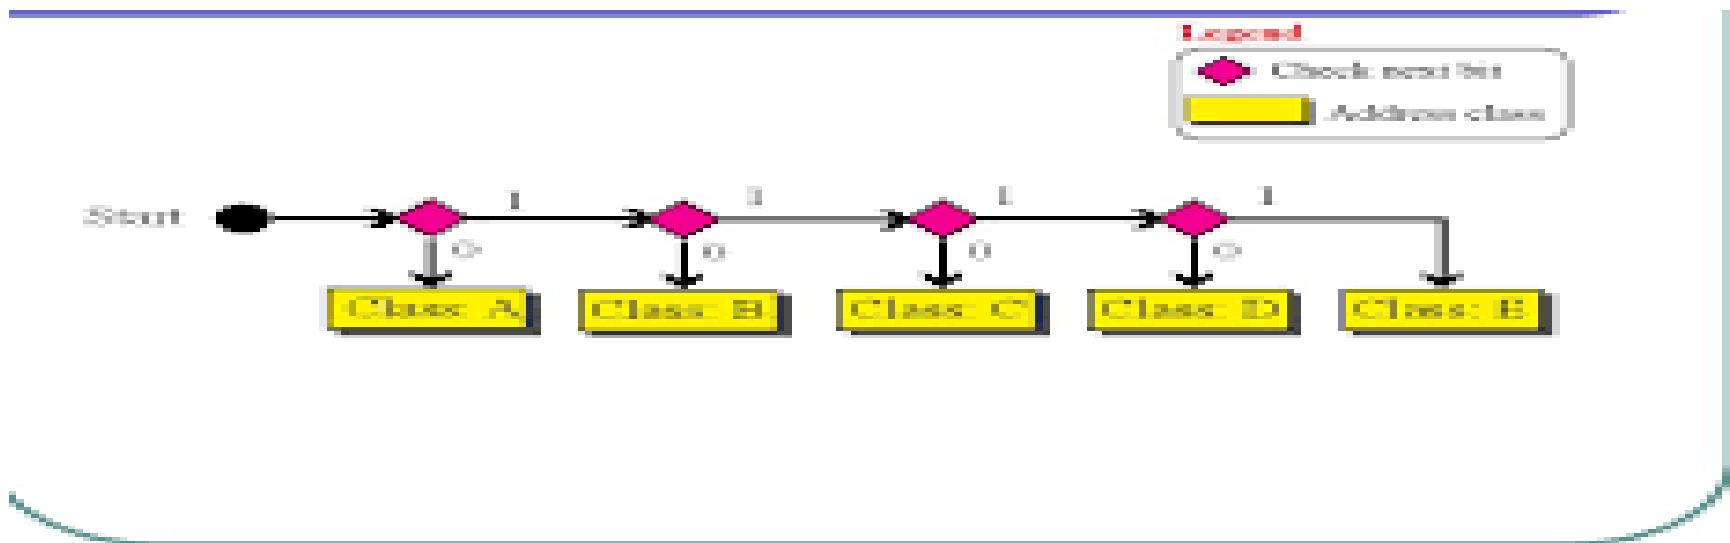 Legend
Check next bit
Address class
Start
1
1
1
1
0
0
0
0
Class: A
Class: B
Class: C
Class: D
Class: E